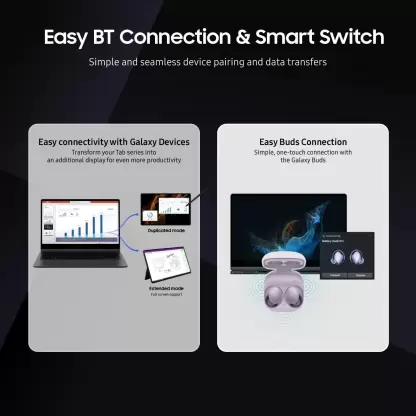 Easy BT Connection & Smart Switch
Simple and seamless device pairing and data transfers
Easy connectivity with Galaxy Devices
Transform your Tab series into
an additional display for even more productivity
Duplicated mode
Extended mode
Full screen support
Easy Buds Connection
Simple, one-touch connection with
the Galaxy Buds